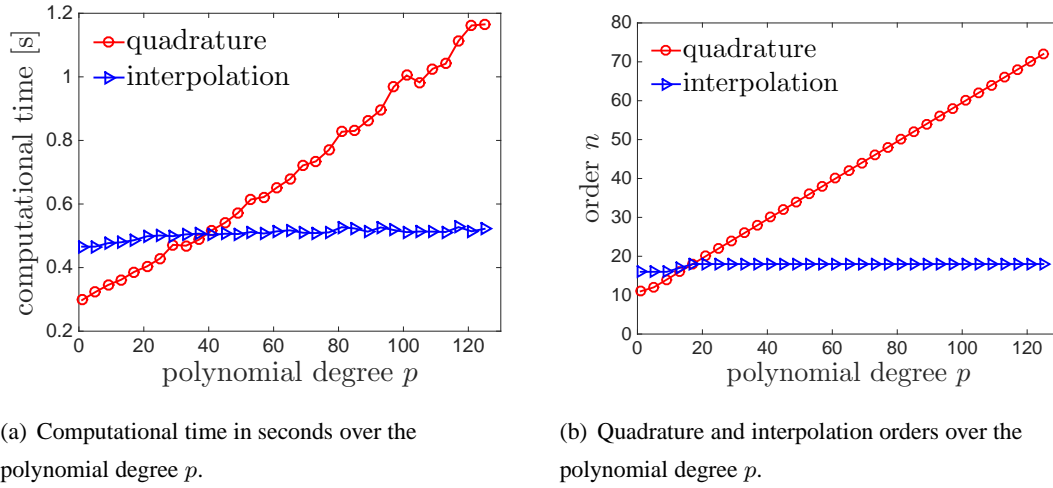 1.2
1
0.8
0.6
0.4
0.2
computational time [s]
quadrature
interpolation
0 20 40 60 80 100 120
polynomial degree p
80
70
60
50
40
30
20
10
0
order n
quadrature
interpolation
0 20 40 60 80 100 120
polynomial degree p
(a) Computational time in seconds over the
polynomial degree p.
(b) Quadrature and interpolation orders over the
polynomial degree p.